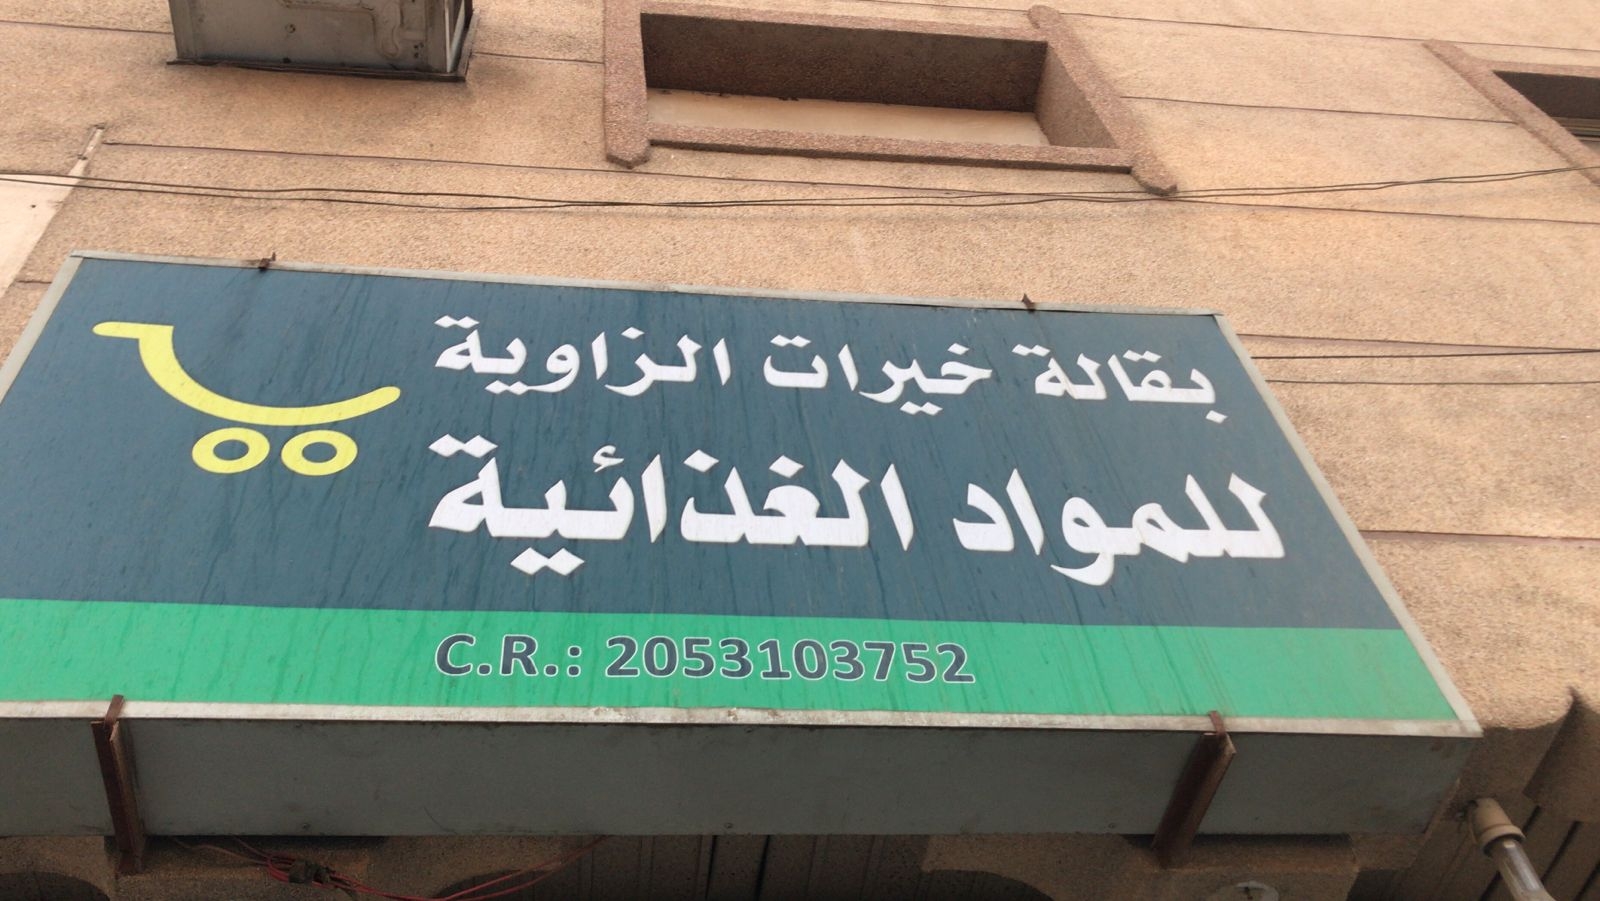 بقالة خيرات الزاوية
للمواد الغذائية
C.R.: 2053103752